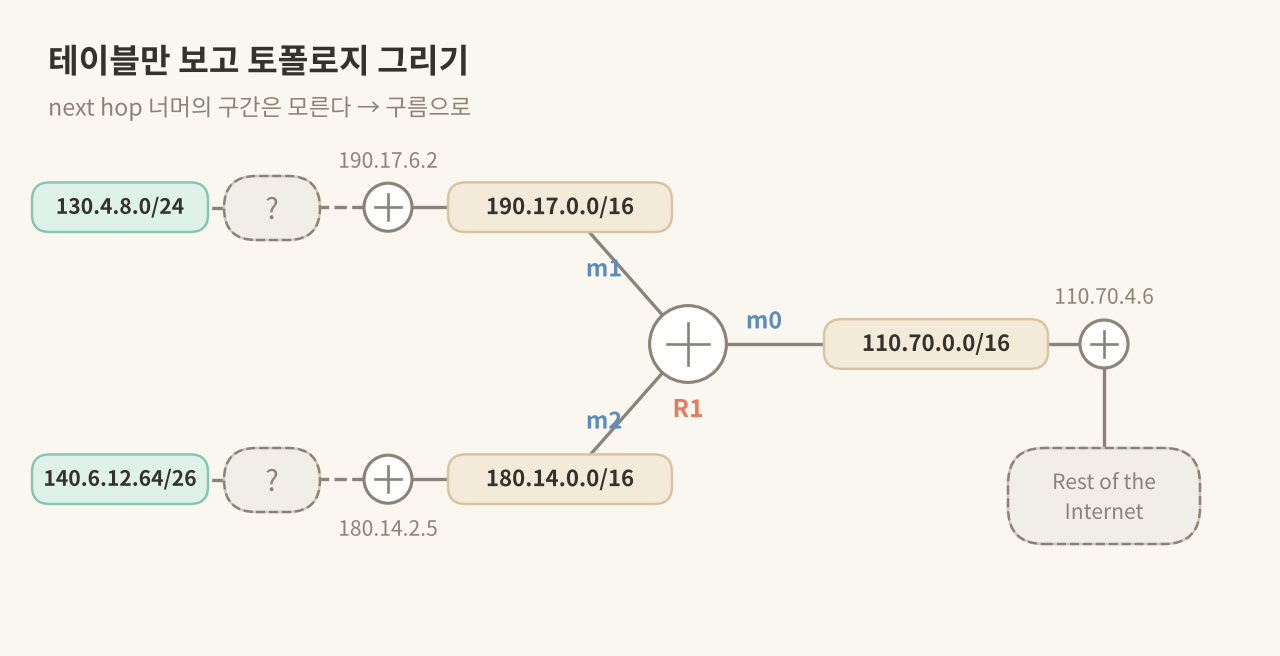 테이블만 보고 토폴로지 그리기
next hop 너머의 구간은 모른다 → 구름으로
190.17.6.2
130.4.8.0/24
?
190.17.0.0/16
m1
110.70.4.6
m0
110.70.0.0/16
R1
m2
140.6.12.64/26
?
180.14.0.0/16
180.14.2.5
Rest of the
Internet